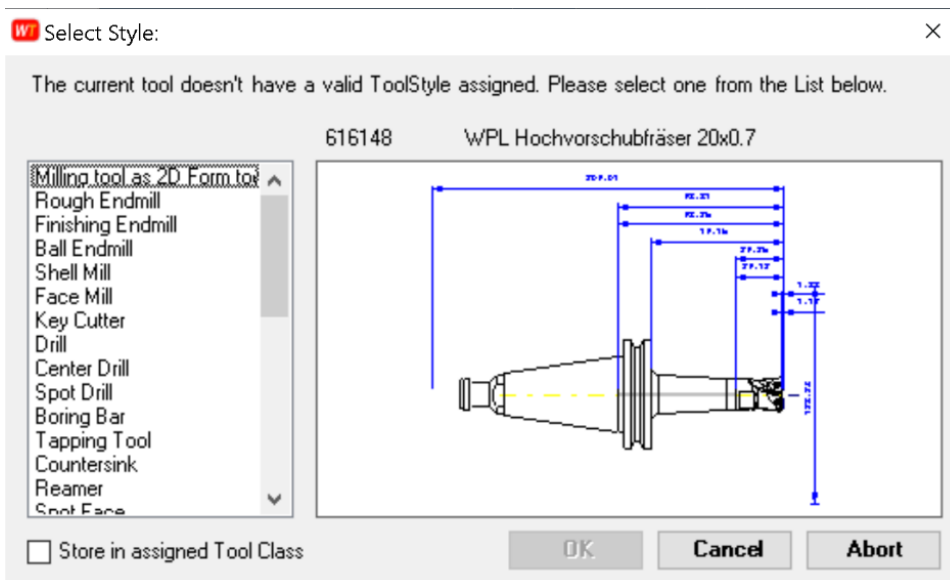 WT Select Style:
The current tool doesn't have a valid ToolStyle assigned. Please select one from the List below.
616148 WPL Hochvorschubfräser 20x0.7
Milling tool as 2D Form
Rough Endmill
Finishing Endmill
Ball Endmill
Shell Mill
Face Mill
Key Cutter
Drill
Center Drill
Spot Drill
Boring Bar
Tapping Tool
Countersink
Reamer
Spot Face
Store in assigned Tool Class
OK Cancel Abort